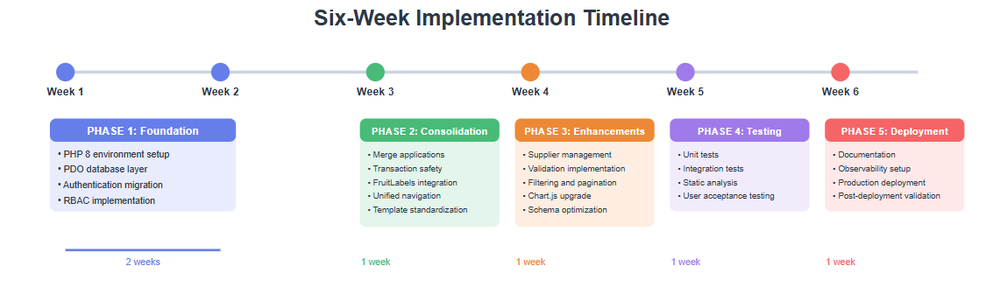 Six-Week Implementation Timeline
Week 1
Week 2
Week 3
Week 4
Week 5
Week 6
PHASE 1: Foundation
• PHP 8 environment setup
• PDO database layer
• Authentication migration
• RBAC implementation
2 weeks
PHASE 2: Consolidation
• Merge applications
• Transaction safety
• FruitLabels integration
• Unified navigation
• Template standardization
1 week
PHASE 3: Enhancements
• Supplier management
• Validation implementation
• Filtering and pagination
• Chart.js upgrade
• Schema optimization
1 week
PHASE 4: Testing
• Unit tests
• Integration tests
• Static analysis
• User acceptance testing
1 week
PHASE 5: Deployment
• Documentation
• Observability setup
• Production deployment
• Post-deployment validation
1 week